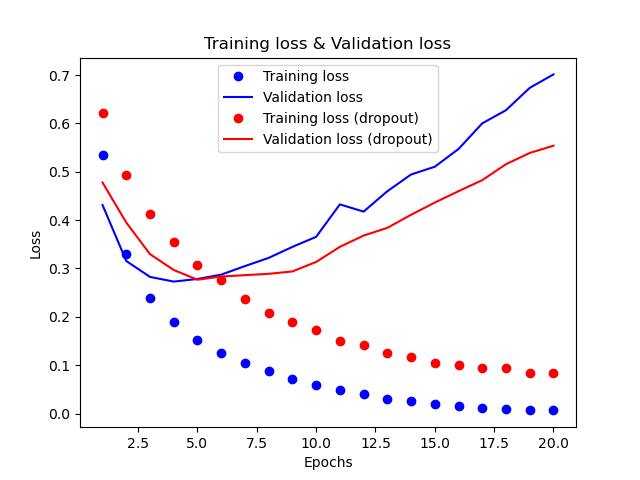 Training loss & Validation loss
Training loss
Validation loss
Training loss (dropout)
Validation loss (dropout)
Loss
0.7
0.6
0.5
0.4
0.3
0.2
0.1
0.0
2.5 5.0 7.5 10.0 12.5 15.0 17.5 20.0
Epochs